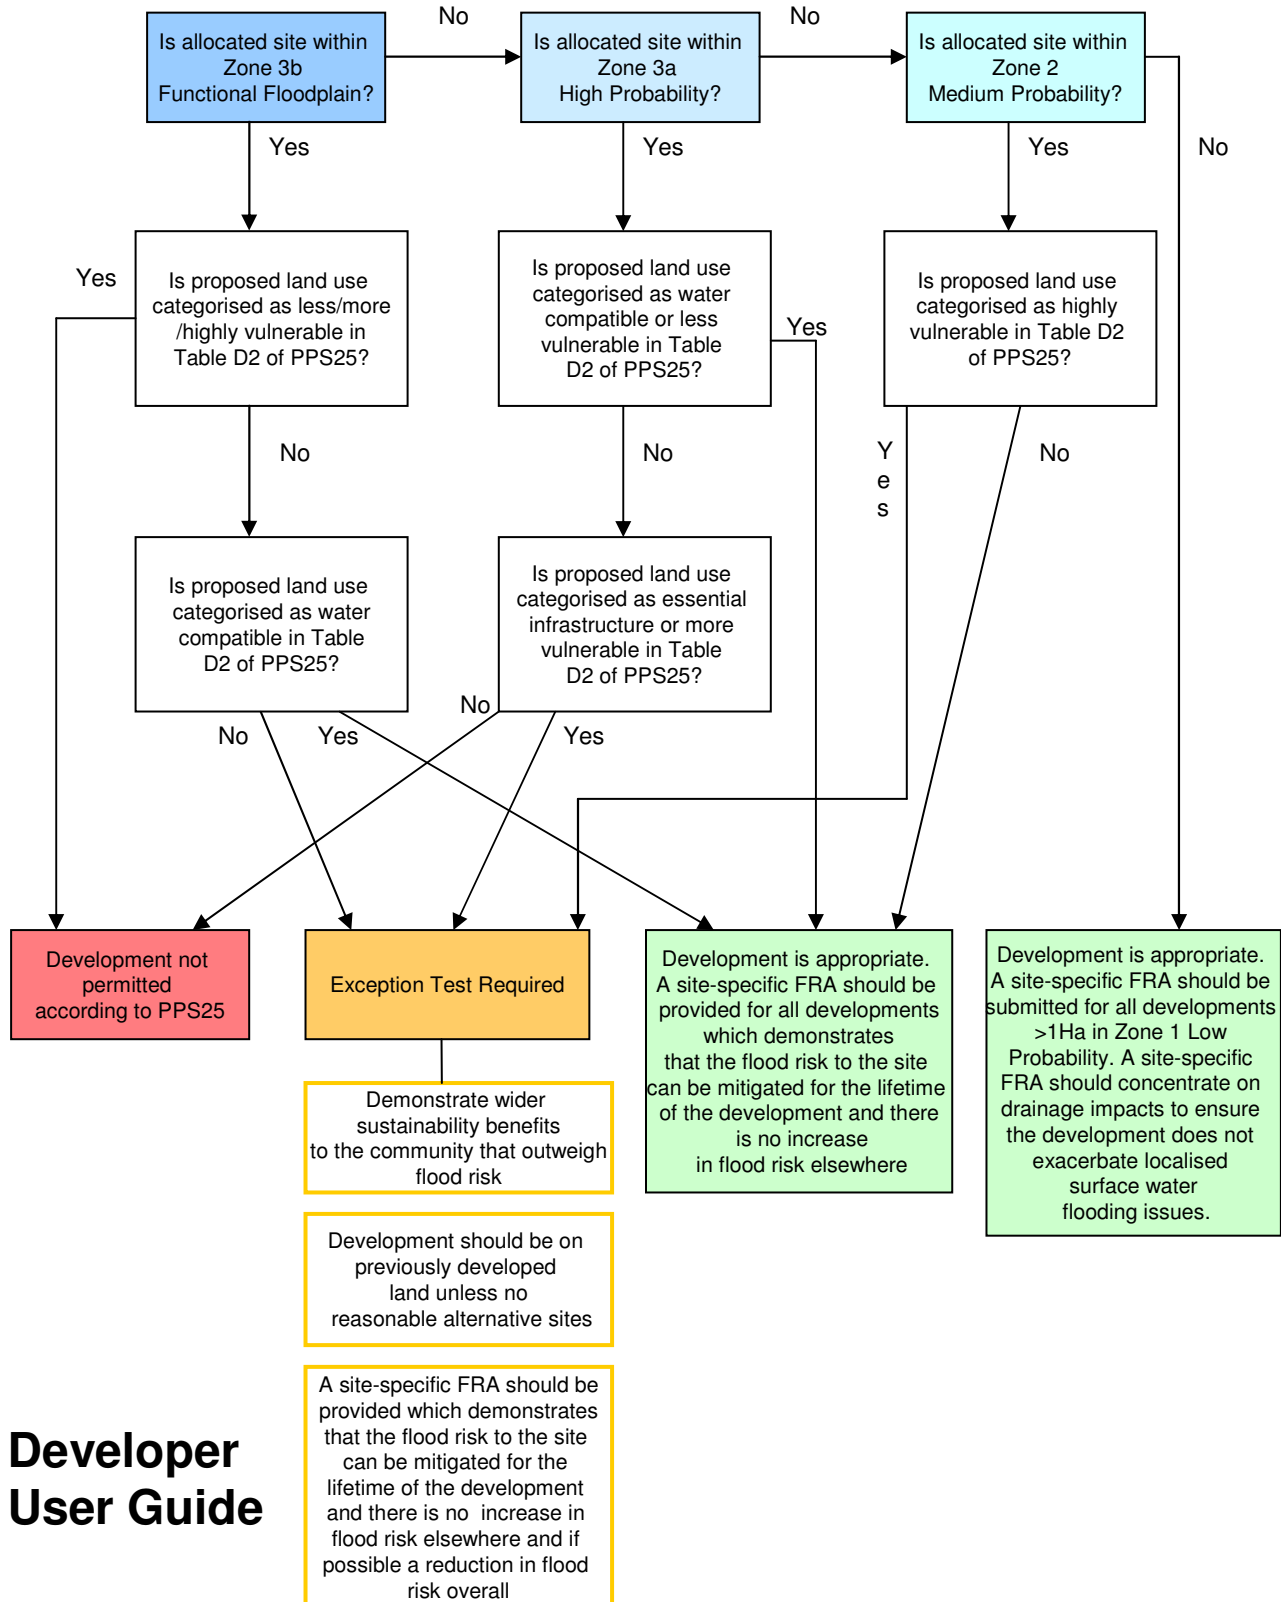 No
No
Is allocated site within
Zone 3b
Functional Floodplain?
Is allocated site within
Zone 3a
High Probability?
Is allocated site within
Zone 2
Medium Probability?
Yes
Yes
Yes
No
Yes
Is proposed land use
categorised as less/more
/highly vulnerable in
Table D2 of PPS25?
Is proposed land use
categorised as water
compatible or less
vulnerable in Table
D2 of PPS25?
Yes
Is proposed land use
categorised as highly
vulnerable in Table D2
of PPS25?
No
No
Y
e
s
No
Is proposed land use
categorised as water
compatible in Table
D2 of PPS25?
Is proposed land use
categorised as essential
infrastructure or more
vulnerable in Table
D2 of PPS25?
No
Yes
No
Yes
Development not
permitted
according to PPS25
Exception Test Required
Development is appropriate.
A site-specific FRA should be
provided for all developments
which demonstrates
that the flood risk to the site
can be mitigated for the lifetime
of the development and there
is no increase
in flood risk elsewhere
Development is appropriate.
A site-specific FRA should be
submitted for all developments
>1Ha in Zone 1 Low
Probability. A site-specific
FRA should concentrate on
drainage impacts to ensure
the development does not
exacerbate localised
surface water
flooding issues.
Demonstrate wider
sustainability benefits
to the community that outweigh
flood risk
Development should be on
previously developed
land unless no
reasonable alternative sites
A site-specific FRA should be
provided which demonstrates
that the flood risk to the site
can be mitigated for the
lifetime of the development
and there is no increase in
flood risk elsewhere and if
possible a reduction in flood
risk overall
Developer
User Guide